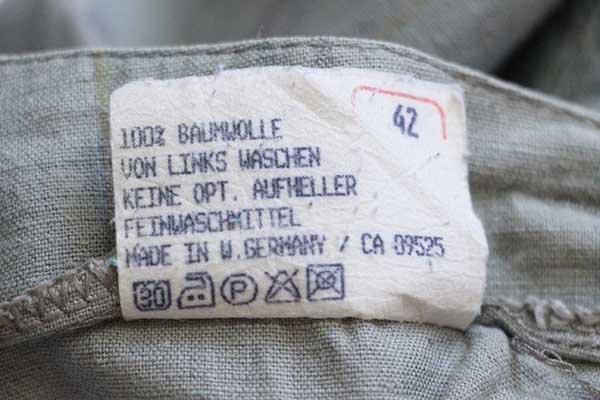 42
100% BAUMWOLLE
VON LINKS WASCHEN
KEINE OPT. AUFHELLER
FEINWASCHMITTEL
MADE IN W.GERMANY / CA 09525
30 P